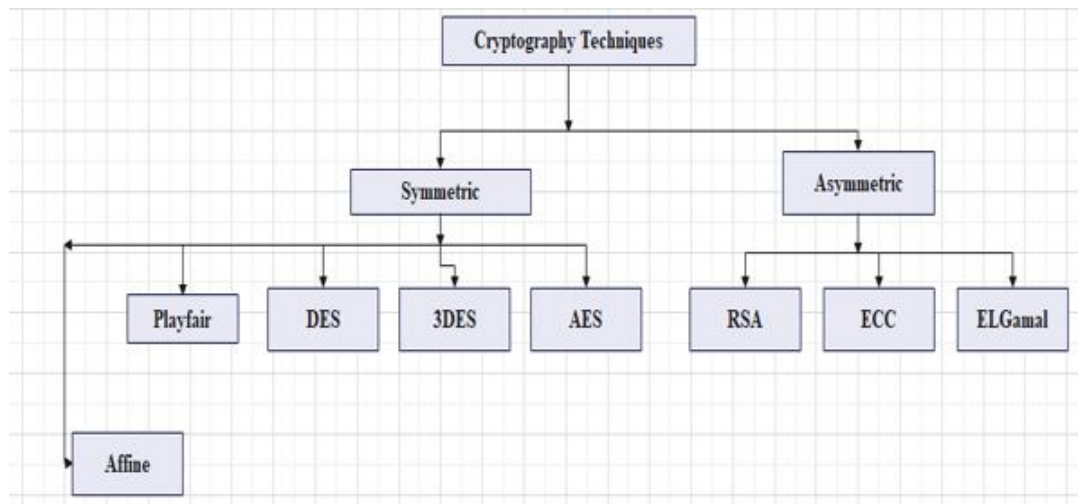 Cryptography Techniques
Symmetric
Asymmetric
Playfair
DES
3DES
AES
RSA
ECC
ELGamal
Affine